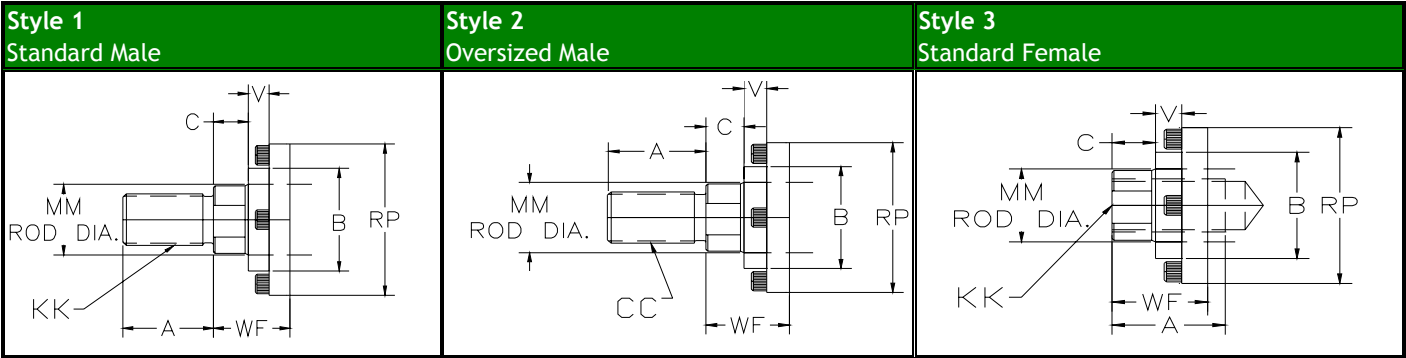 Style 1
Standard Male
Style 2
Oversized Male
Style 3
Standard Female
V
C
MM
ROD DIA.
B
RP
KK
A
WF
V
C
A
MM
ROD DIA.
B
RP
CC
WF
V
C
MM
ROD DIA.
B
RP
KK
WF
A